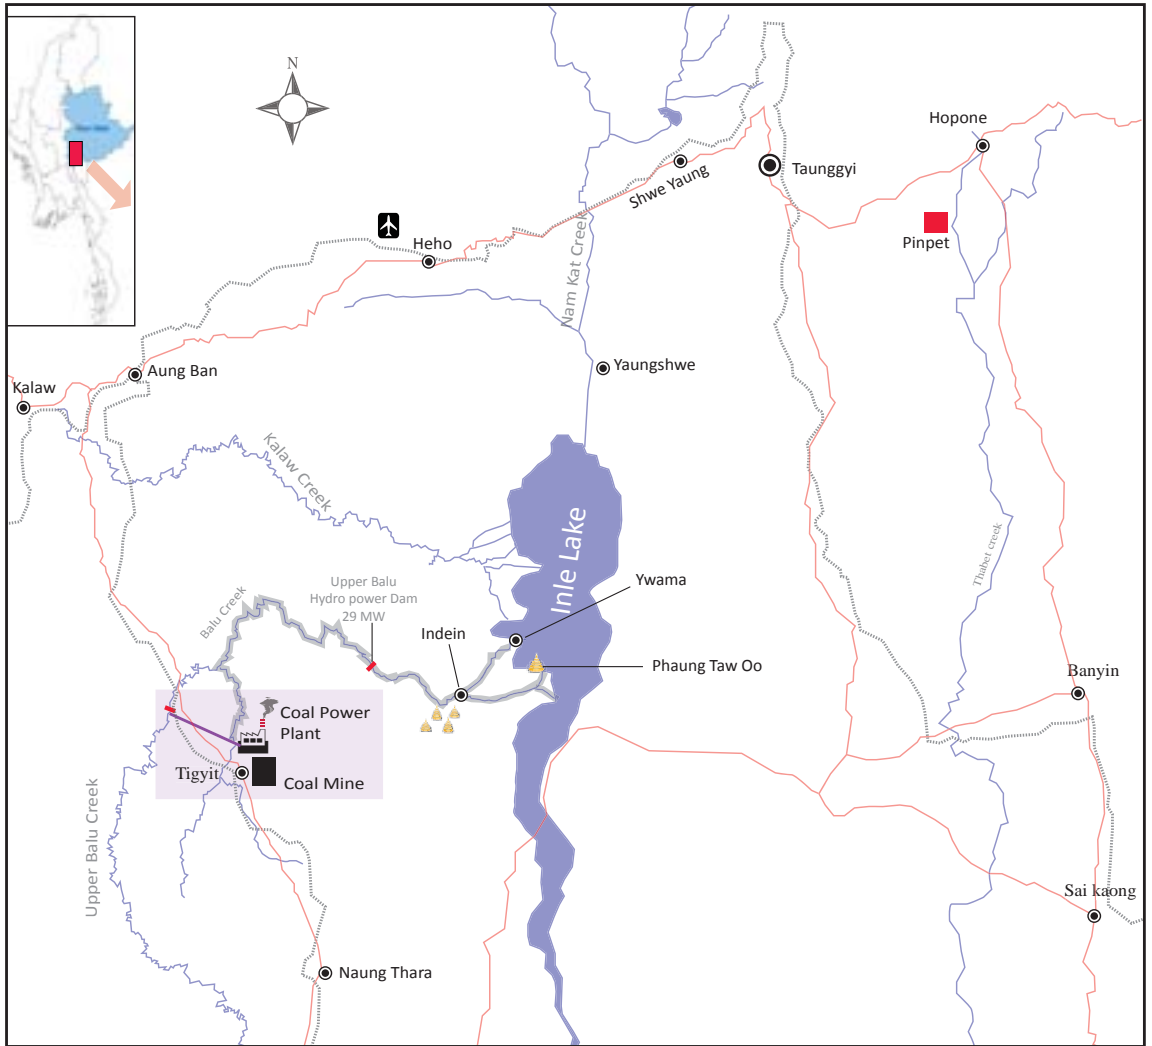 N
Hopone
Taunggyi
Shwe Yaung
Pinpet
Heho
Nam Kat Creek
Yaungshwe
Aung Ban
Kalaw
Kalaw Creek
Inle Lake
Thabet creek
Ywama
Upper Balu
Hydro power Dam
29 MW
Balu Creek
Indein
Phaung Taw Oo
Banyin
Coal Power
Plant
Tigyit
Coal Mine
Upper Balu Creek
Sai kaong
Naung Thara